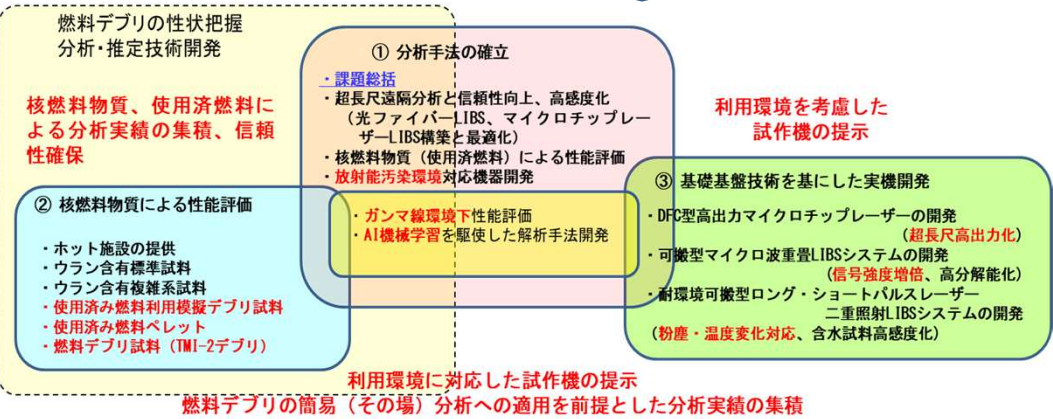 燃料デブリの性状把握
分析・推定技術開発
核燃料物質、使用済燃料に
よる分析実績の集積、信頼
性確保
① 分析手法の確立
・課題総括
・超長尺遠隔分析と信頼性向上、高感度化
（光ファイバーLIBS、マイクロチップレー
ザーLIBS構築と最適化）
・核燃料物質（使用済燃料）による性能評価
・放射能汚染環境対応機器開発
・ガンマ線環境下性能評価
・AI機械学習を駆使した解析手法開発
② 核燃料物質による性能評価
・ホット施設の提供
・ウラン含有標準試料
・ウラン含有複雑系試料
・使用済み燃料利用模擬デブリ試料
・使用済み燃料ペレット
・燃料デブリ試料（TMI-2デブリ）
利用環境を考慮した
試作機の提示
③ 基礎基盤技術を基にした実機開発
・DFC型高出力マイクロチップレーザーの開発
（超長尺高出力化）
・可搬型マイクロ波重畳LIBSシステムの開発
（信号強度増倍、高分解能化）
・耐環境可搬型ロング・ショートパルスレーザー
二重照射LIBSシステムの開発
（粉塵・温度変化対応、含水試料高感度化）
利用環境に対応した試作機の提示
燃料デブリの簡易（その場）分析への適用を前提とした分析実績の集積